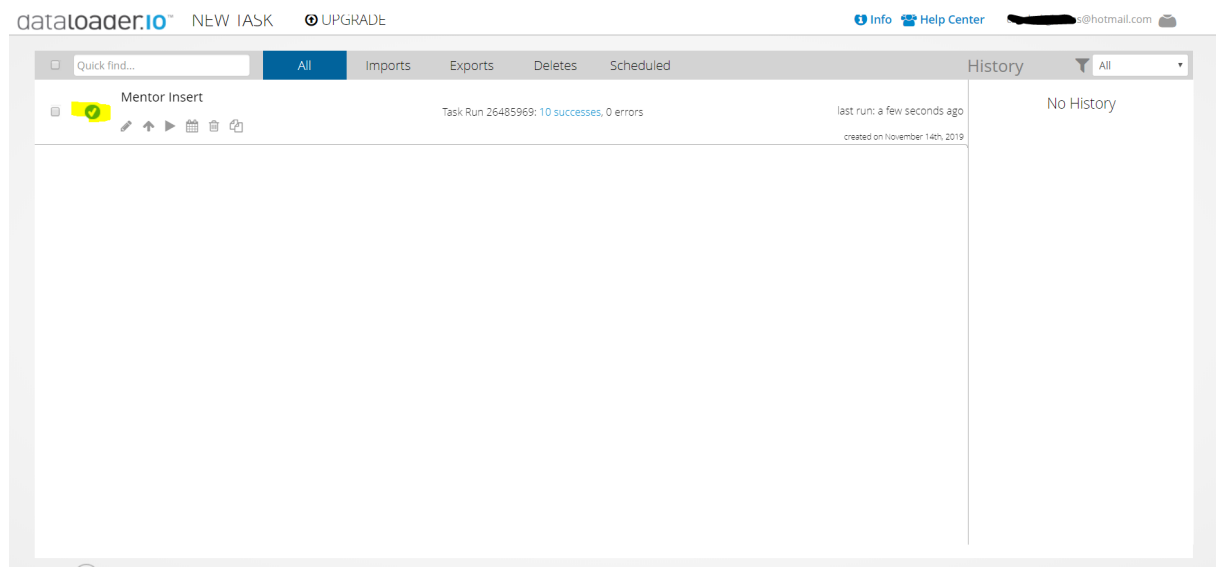 dataloader.io™ NEW TASK UPGRADE Info Help Center s@hotmail.com
Quick find... All Imports Exports Deletes Scheduled History All
Mentor Insert
Task Run 26485969: 10 successes, 0 errors
last run: a few seconds ago
created on November 14th, 2019
No History